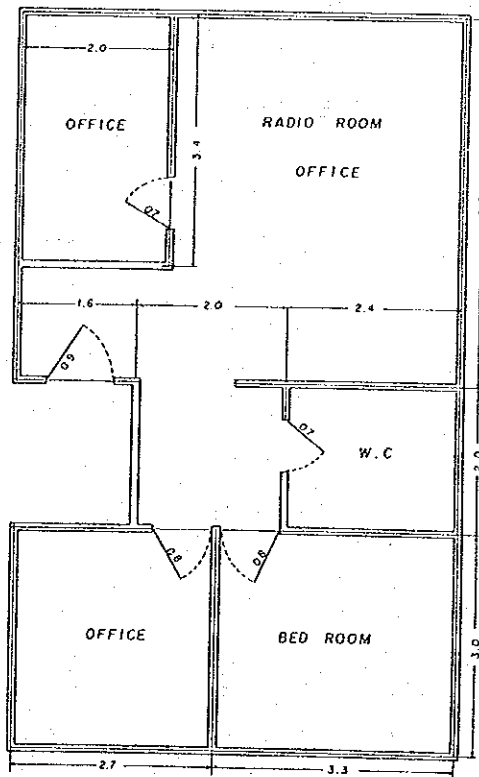 2.0
OFFICE
RADIO ROOM
OFFICE
3.4
0.7
1.6
2.0
2.4
0.9
0.7
W.C
2.0
0.8
0.8
OFFICE
BED ROOM
3.0
2.7
3.3